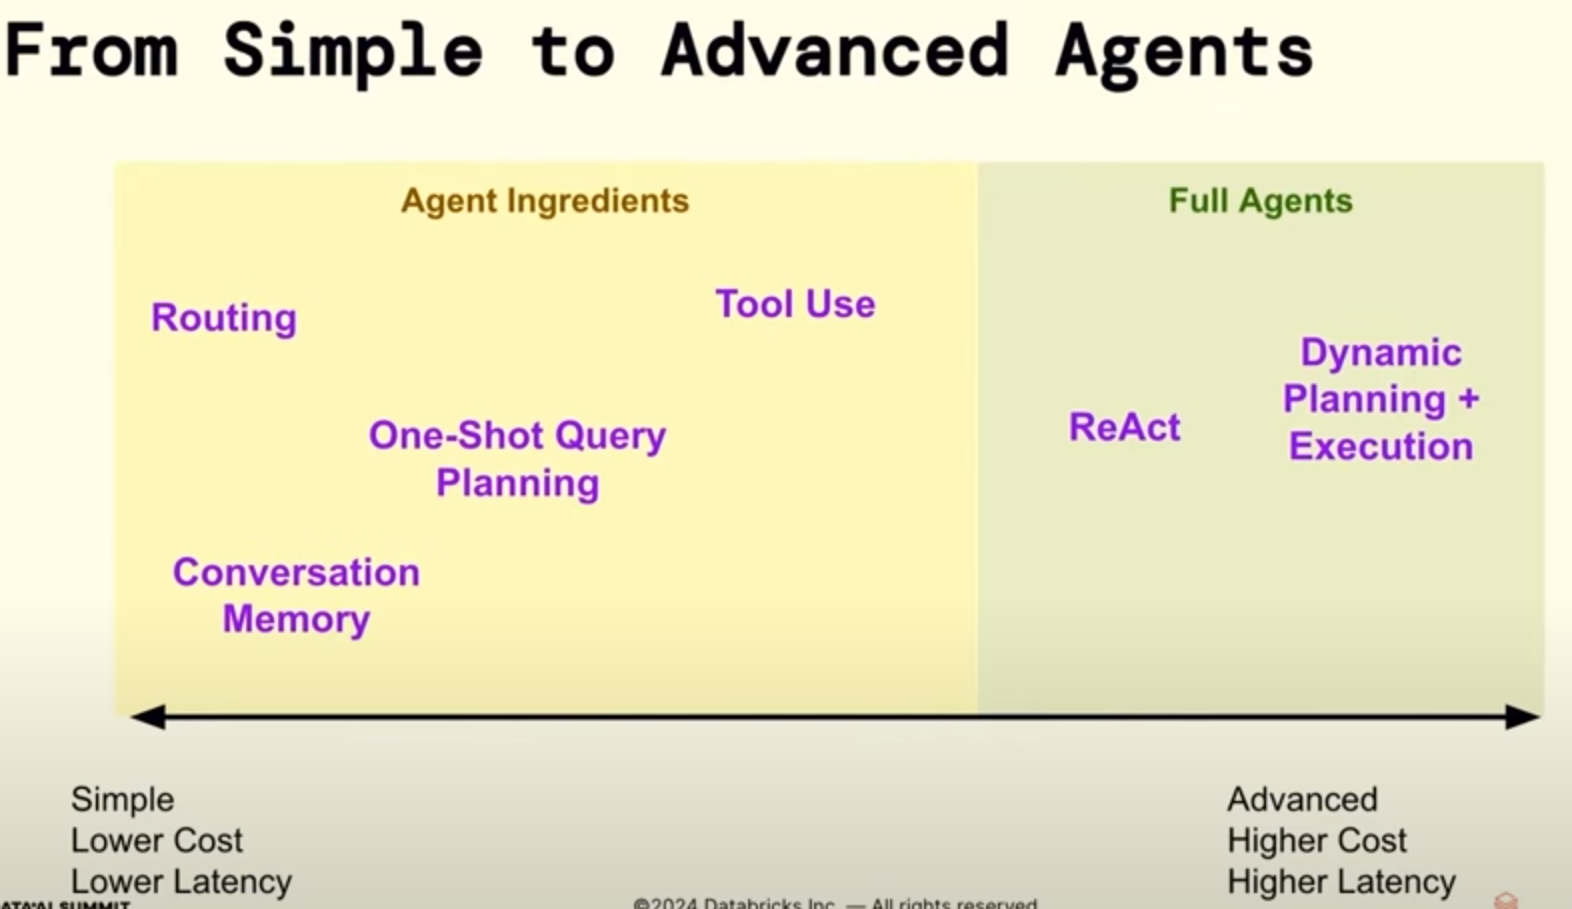 From Simple to Advanced Agents
Agent Ingredients
Full Agents
Routing
Tool Use
One-Shot Query
Planning
Conversation
Memory
ReAct
Dynamic
Planning +
Execution
Simple
Lower Cost
Lower Latency
Advanced
Higher Cost
Higher Latency
DATA+AI SUMMIT
©2024 Databricks Inc. — All rights reserved